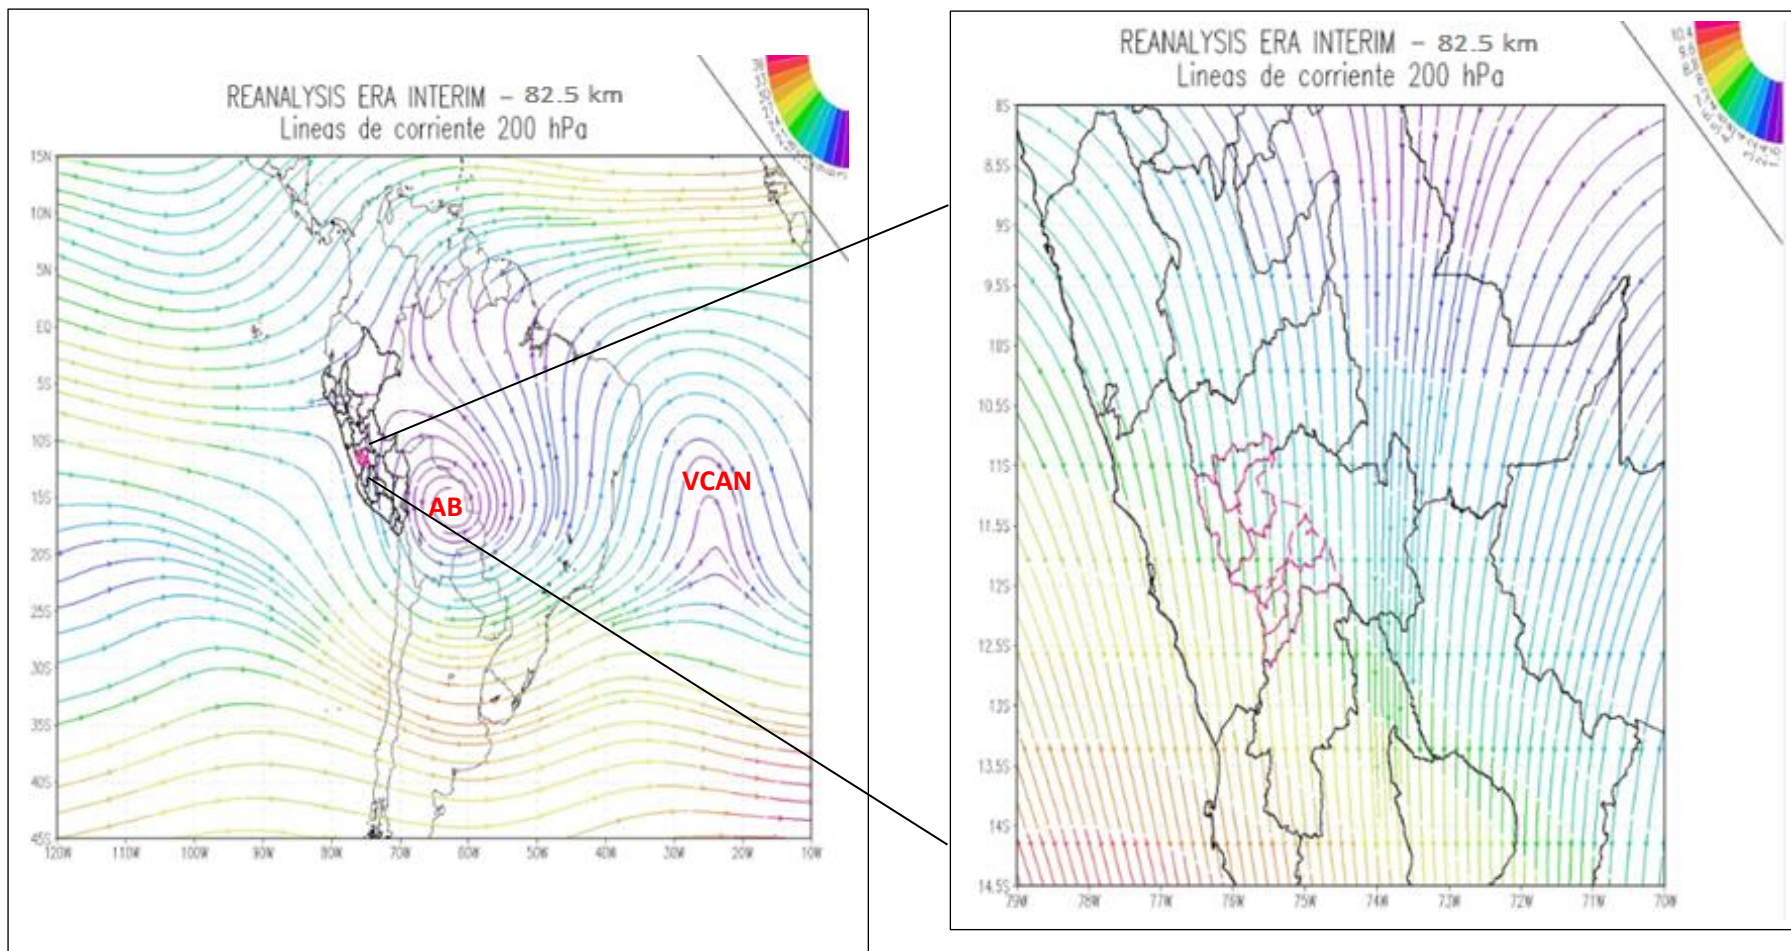 REANALYSIS ERA INTERIM - 82.5 km
Lineas de corriente 200 hPa
15N
10N
5N
EQ
5S
10S
15S
20S
25S
30S
35S
40S
45S
120W 110W 100W 90W 80W 70W 60W 50W 40W 30W 20W 10W
AB
VCAN
REANALYSIS ERA INTERIM - 82.5 km
Lineas de corriente 200 hPa
10.4
9.6
8S
8.5S
9S
9.5S
10S
10.5S
11S
11.5S
12S
12.5S
13S
13.5S
14S
14.5S
79W 78W 77W 76W 75W 74W 73W 72W 71W 70W